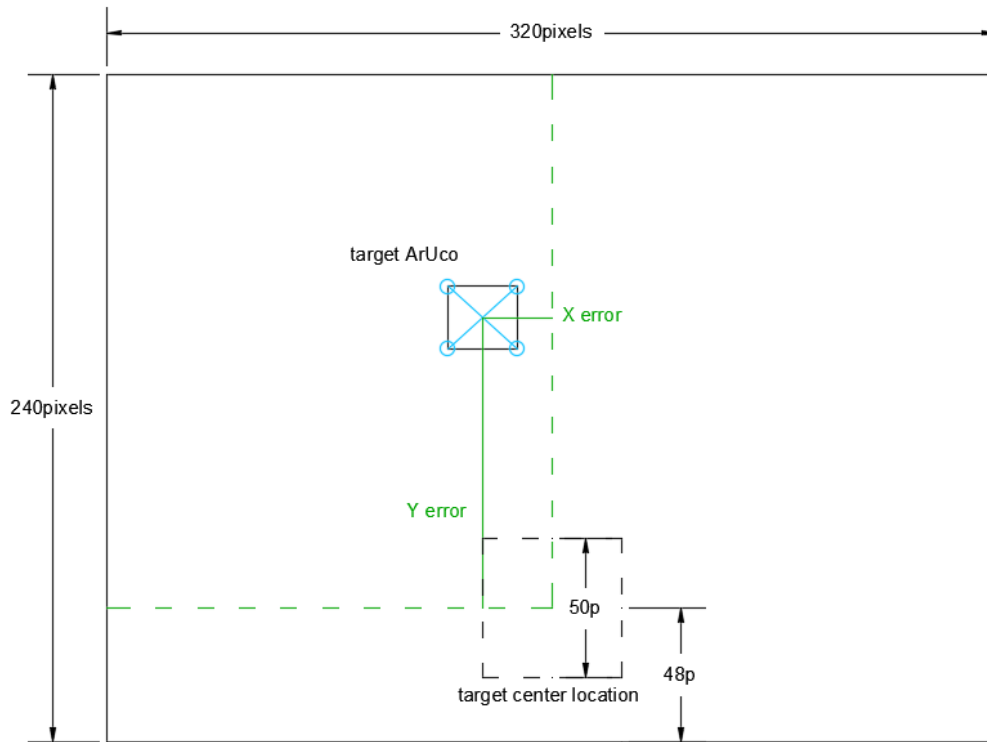 320pixels
target ArUco
X error
240pixels
Y error
50p
48p
target center location